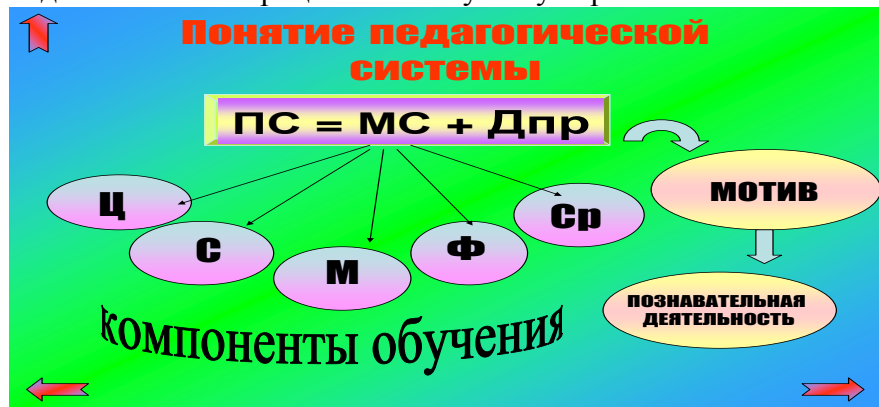 Понятие педагогической
системы
ПС = МС + Дпр
Ц
С
М
Ф
Ср
МОТИВ
ПОЗНАВАТЕЛЬНАЯ
ДЕЯТЕЛЬНОСТЬ
компоненты обучения